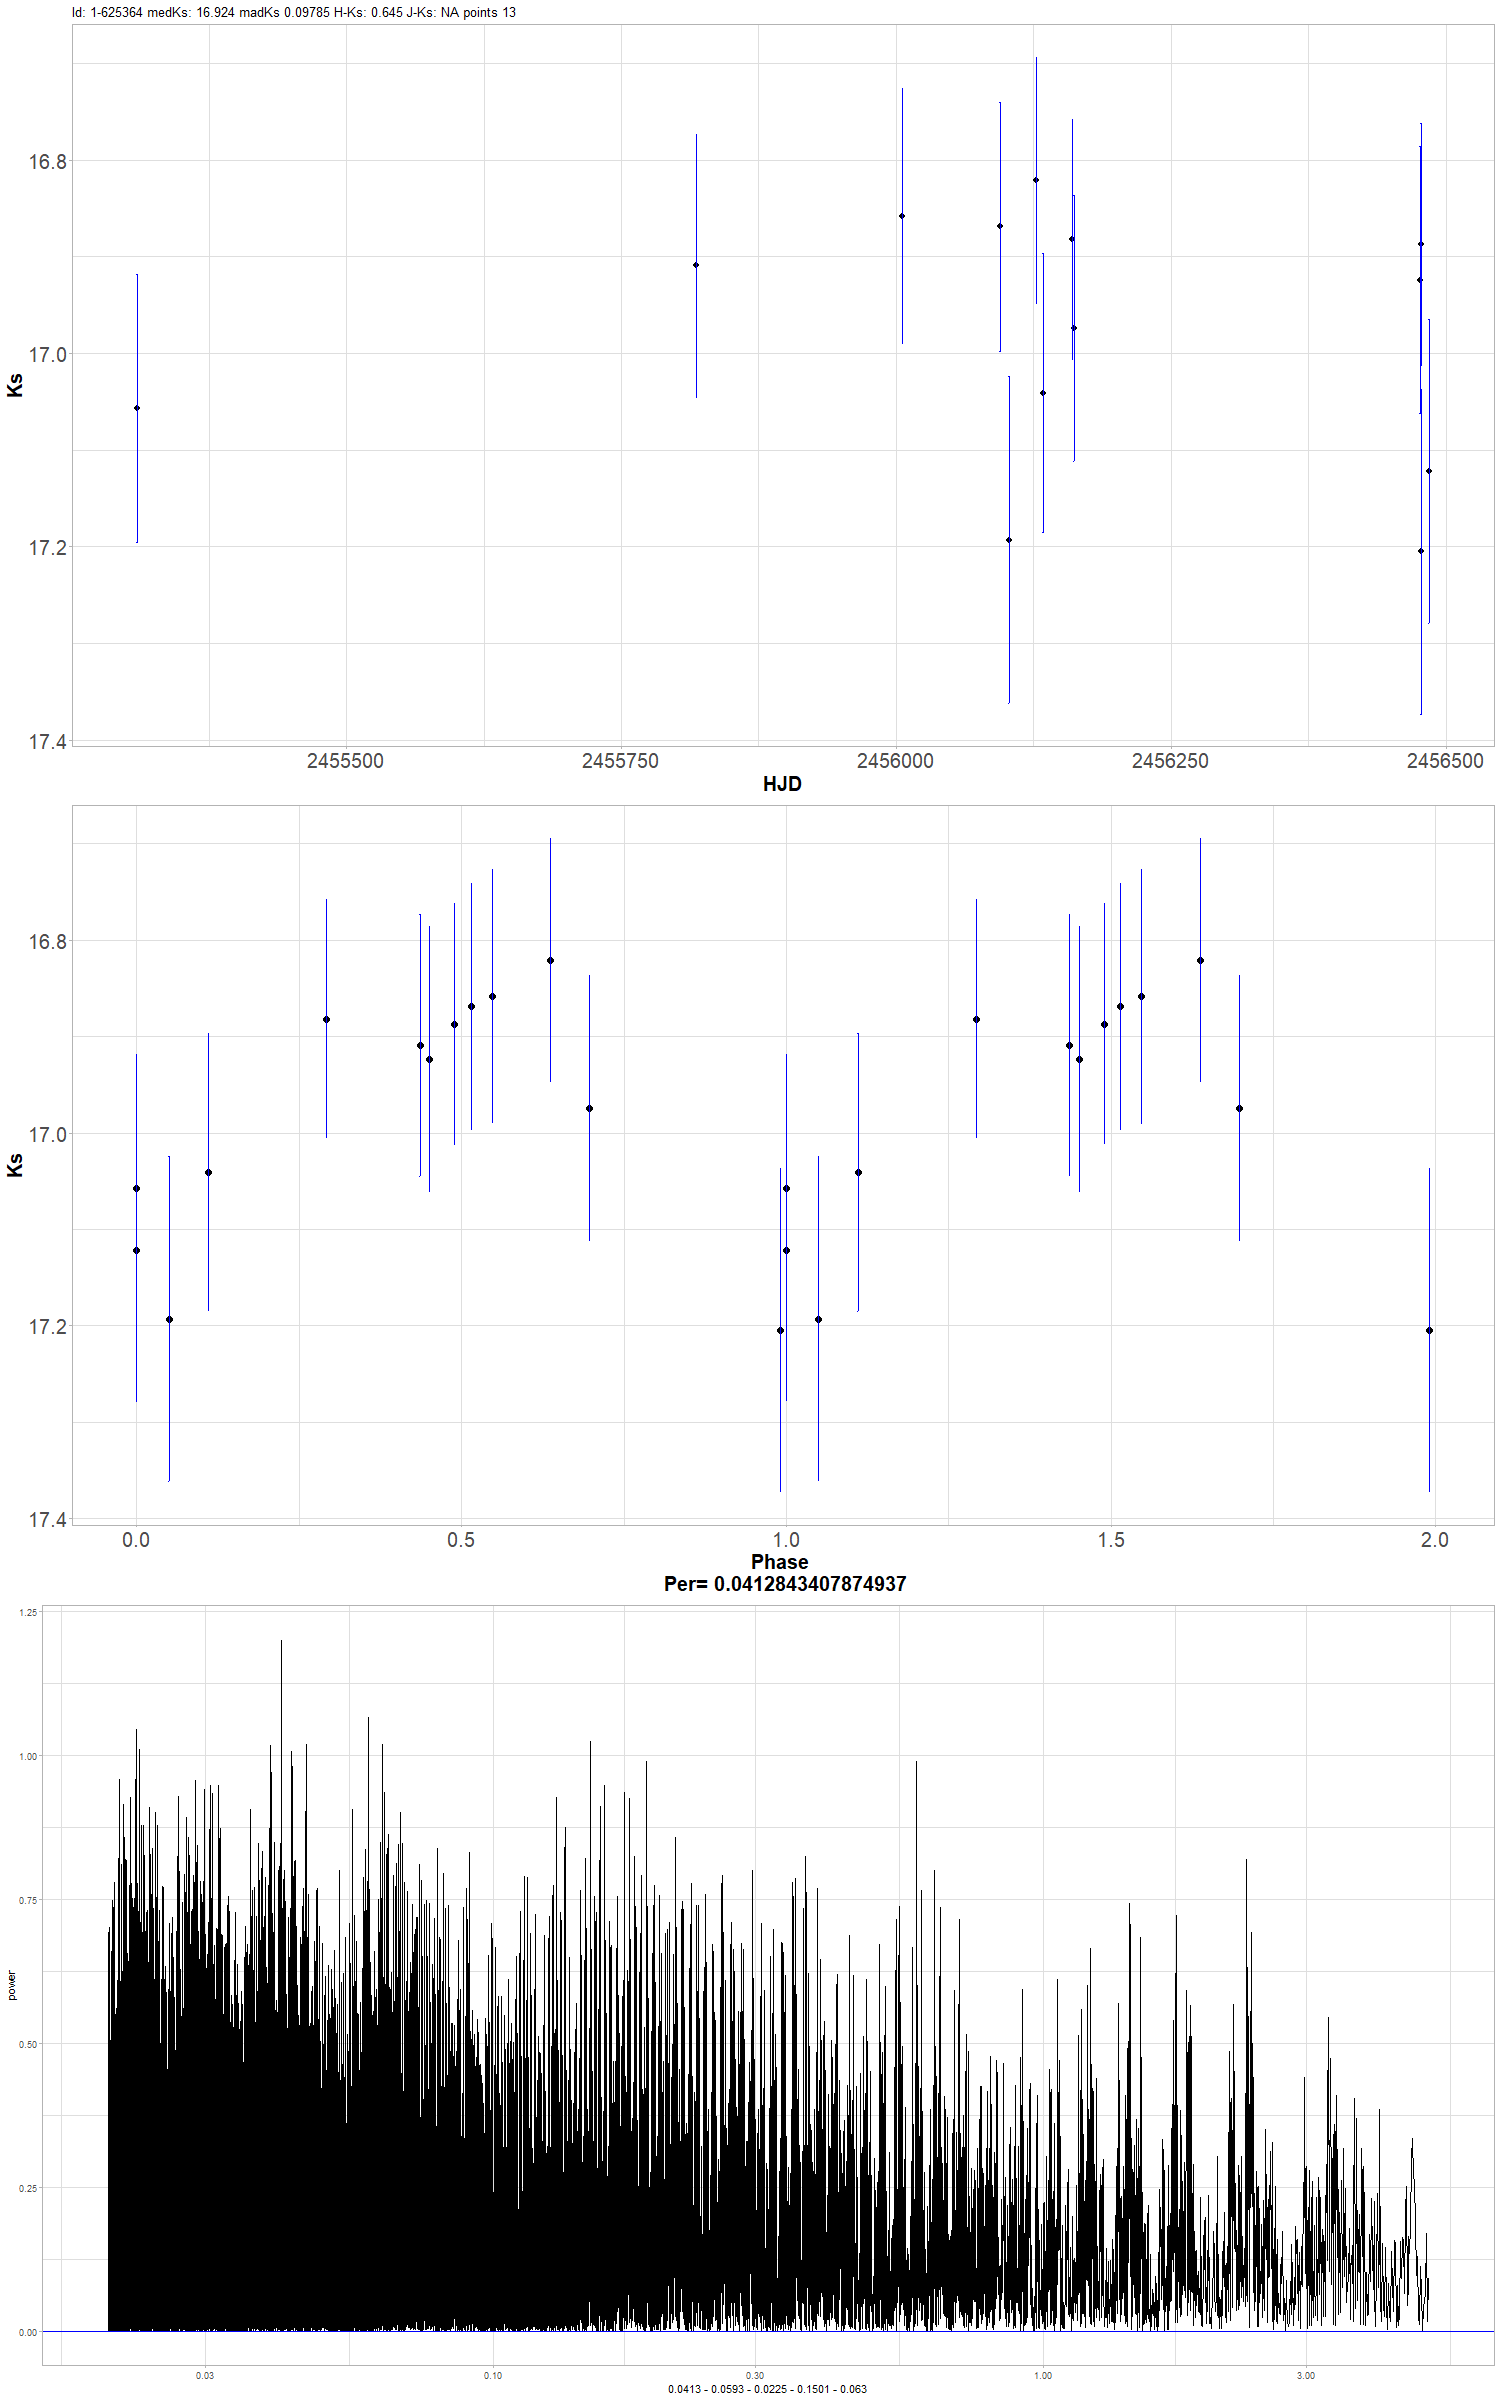 Id: 1-625364 medKs: 16.924 madKs 0.09785 H-Ks: 0.645 J-Ks: NA points 13
16.8
17.0
17.2
17.4
Ks
2455500 2455750 2456000 2456250 2456500
HJD
16.8
17.0
17.2
17.4
Ks
0.0 0.5 1.0 1.5 2.0
Phase
Per= 0.0412843407874937
1.25
1.00
0.75
0.50
0.25
0.00
power
0.03 0.10 0.30 1.00 3.00
0.0413 - 0.0593 - 0.0225 - 0.1501 - 0.063